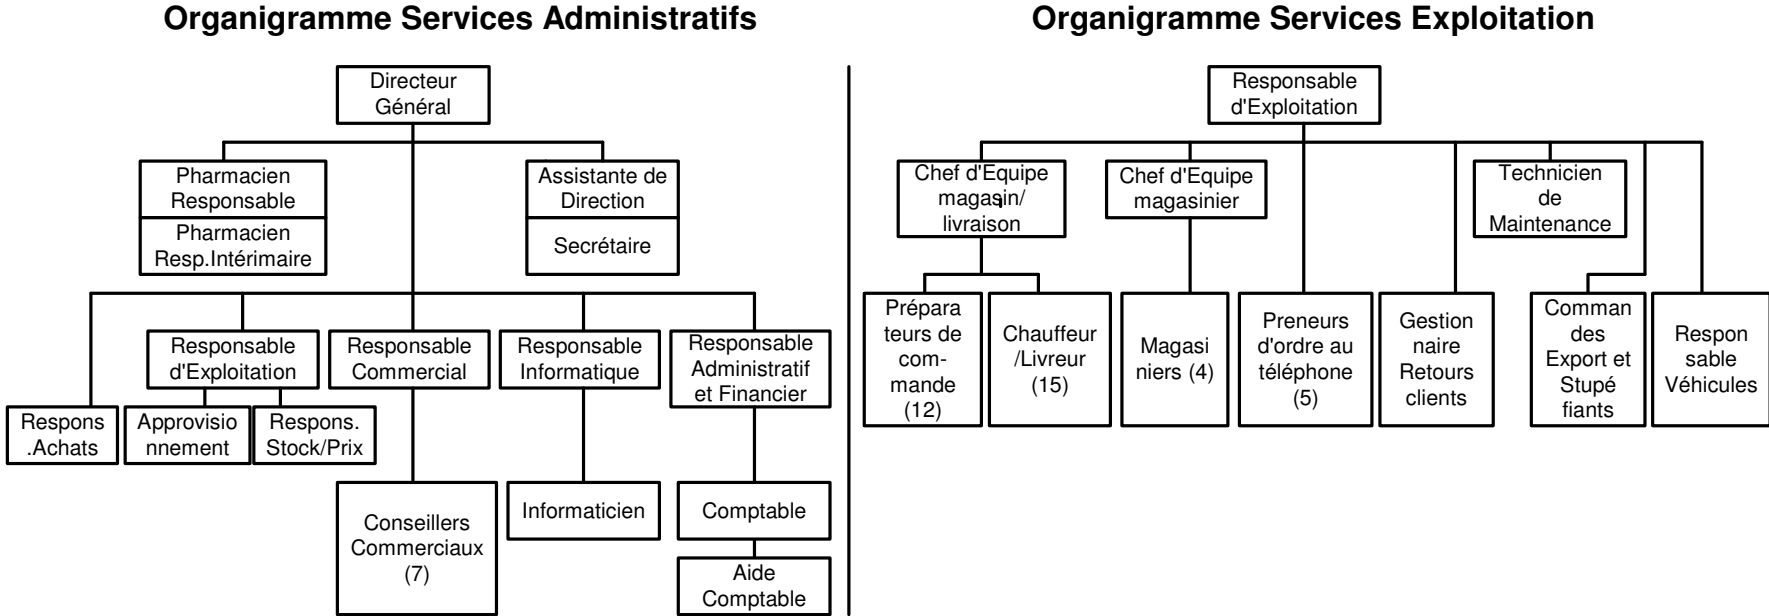 Organigramme Services Administratifs
Directeur
Général
Pharmacien
Responsable
Pharmacien
Resp.Intérimaire
Assistante de
Direction
Secrétaire
Responsable
d'Exploitation
Responsable
Commercial
Responsable
Informatique
Responsable
Administratif
et Financier
Respons
.Achats
Approvisio
nnement
Respons.
Stock/Prix
Conseillers
Commerciaux
(7)
Informaticien
Comptable
Aide
Comptable
Organigramme Services Exploitation
Responsable
d'Exploitation
Chef d'Equipe
magasin/
livraison
Chef d'Equipe
magasinier
Technicien
de
Maintenance
Prépara
teurs de
com-
mande
(12)
Chauffeur
/Livreur
(15)
Magasi
niers (4)
Preneurs
d'ordre au
téléphone
(5)
Gestion
naire
Retours
clients
Comman
des
Export et
Stupé
fiants
Respon
sable
Véhicules